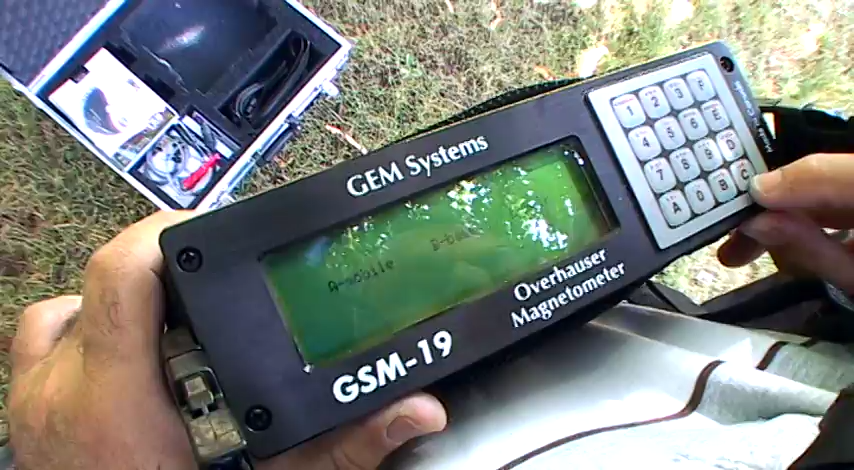 GEM Systems
A-mobile B-base
Overhauser
Magnetometer
GSM-19
1 2 3
4 5 6
7 8 9 0
A B C